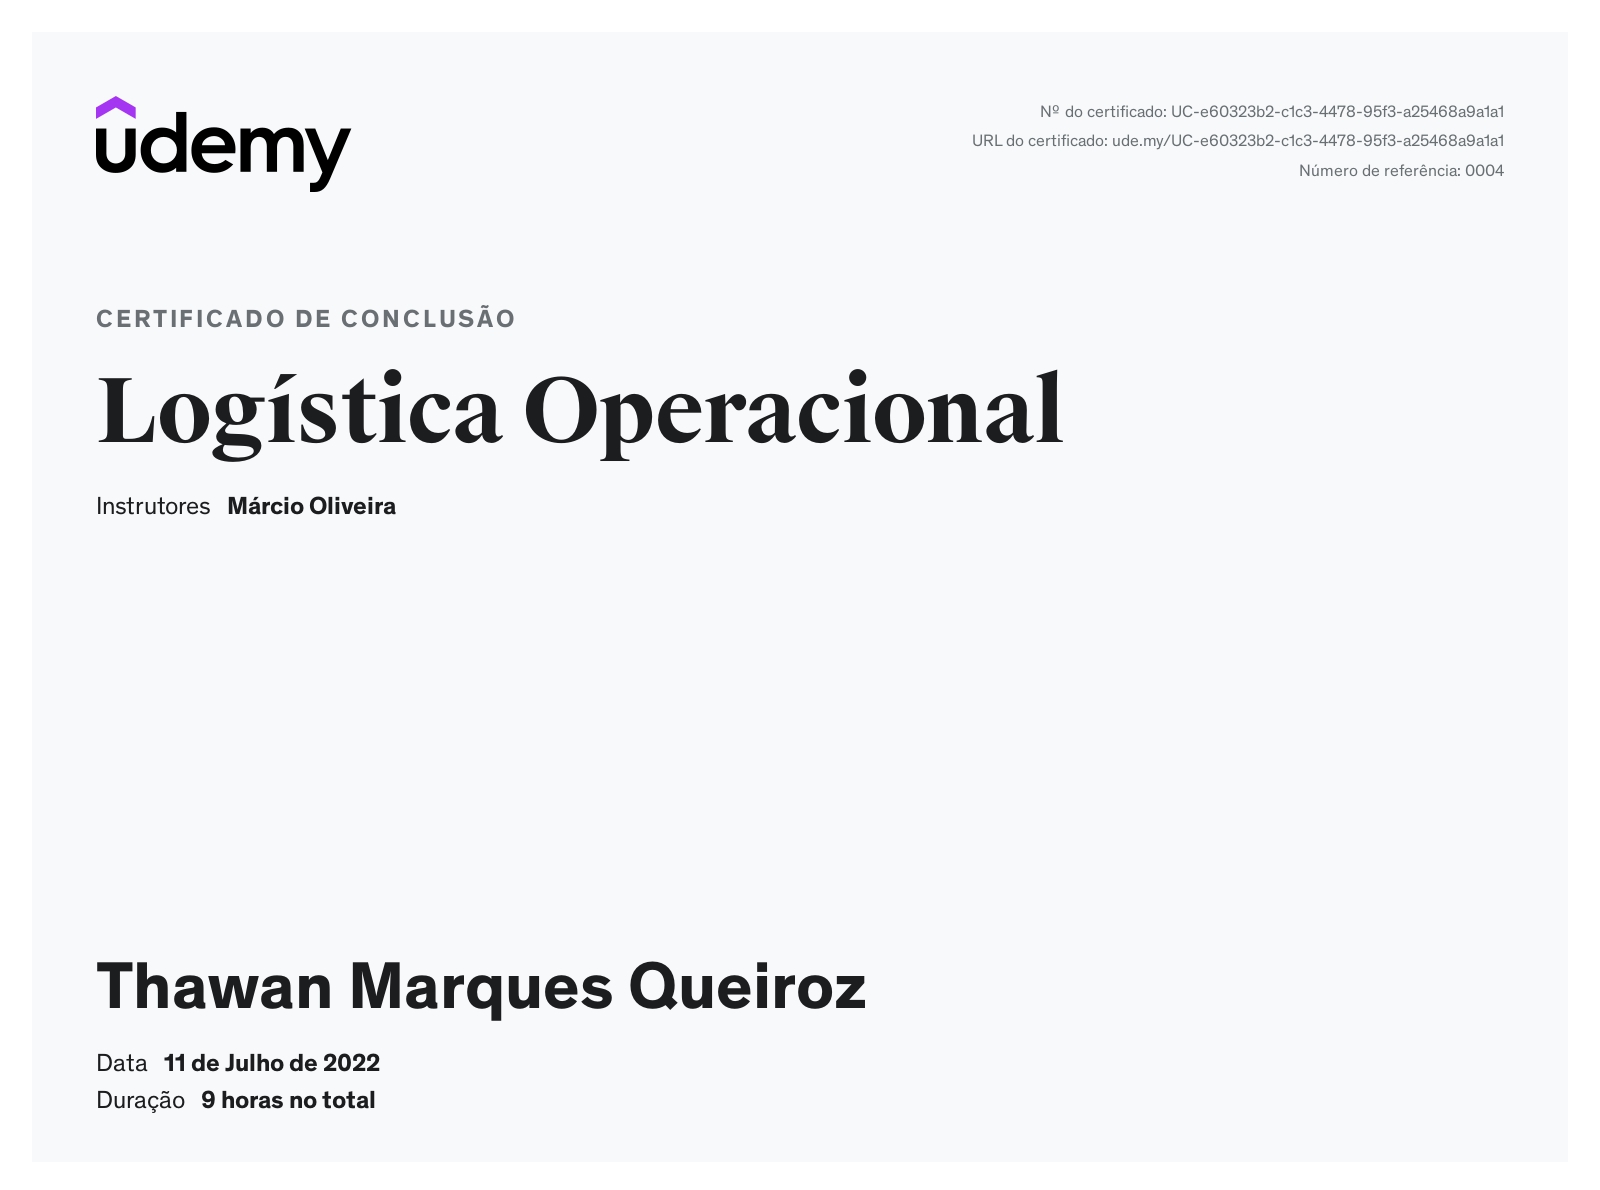 udemy
Nº do certificado: UC-e60323b2-c1c3-4478-95f3-a25468a9a1a1
URL do certificado: ude.my/UC-e60323b2-c1c3-4478-95f3-a25468a9a1a1
Número de referência: 0004
CERTIFICADO DE CONCLUSÃO
Logística Operacional
Instrutores Márcio Oliveira
Thawan Marques Queiroz
Data 11 de Julho de 2022
Duração 9 horas no total